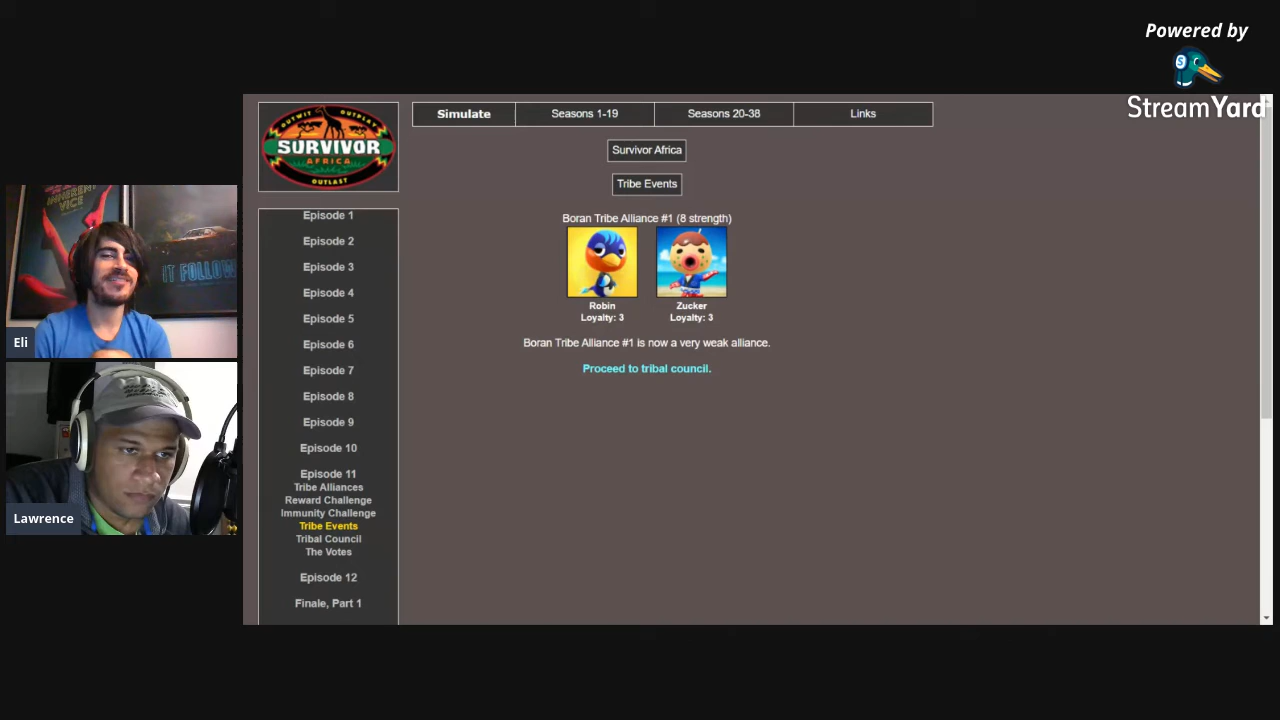 Powered by
StreamYard
OUTWIT OUTPLAY
SURVIVOR
AFRICA
OUTLAST
Simulate
Seasons 1-19
Seasons 20-38
Links
Survivor Africa
Tribe Events
Boran Tribe Alliance #1 (8 strength)
Robin
Loyalty: 3
Zucker
Loyalty: 3
Boran Tribe Alliance #1 is now a very weak alliance.
Proceed to tribal council.
Episode 1
Episode 2
Episode 3
Episode 4
Episode 5
Episode 6
Episode 7
Episode 8
Episode 9
Episode 10
Episode 11
Tribe Alliances
Reward Challenge
Immunity Challenge
Tribe Events
Tribal Council
The Votes
Episode 12
Finale, Part 1
INHERENT
VICE
IT FOLLOWS
Eli
Lawrence